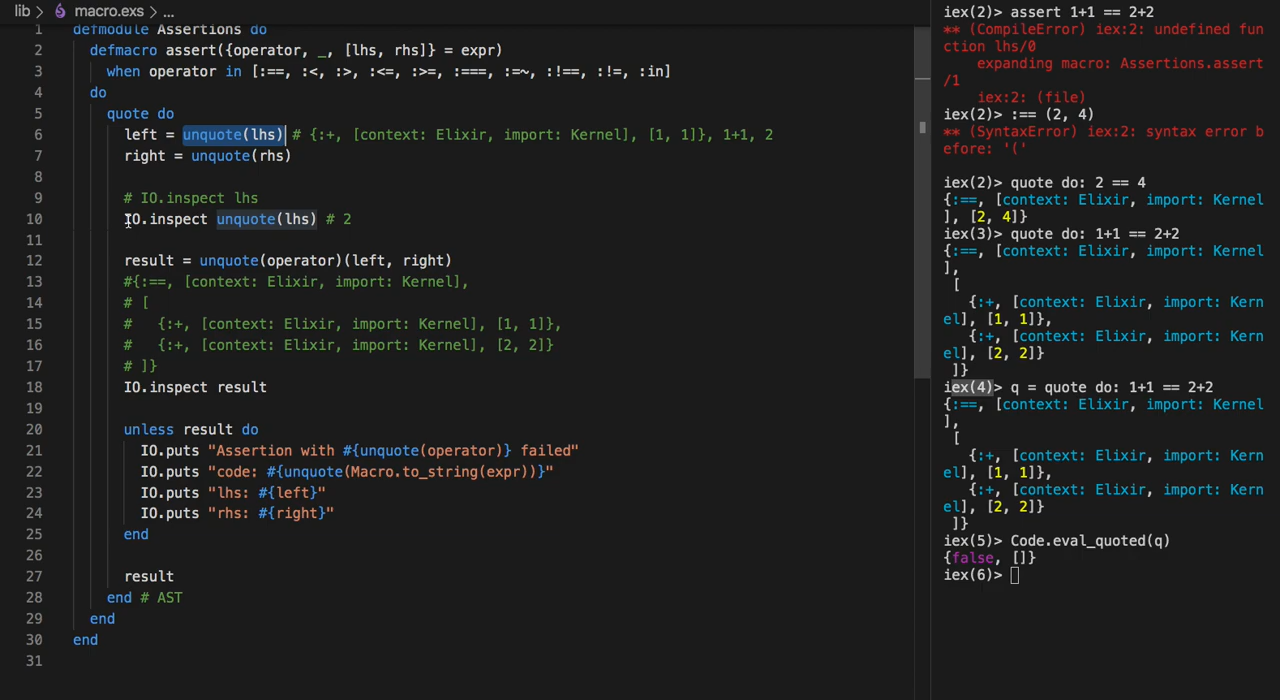 lib > macro.exs > ...
1 defmodule Assertions do
2 defmacro assert({operator, _, [lhs, rhs]} = expr)
3 when operator in [:==, :<, :>, :<=, :>=, :===, :=~, :!==, :!=, :in]
4 do
5 quote do
6 left = unquote(lhs) # {:+, [context: Elixir, import: Kernel], [1, 1]}, 1+1, 2
7 right = unquote(rhs)
8
9 # IO.inspect lhs
10 IO.inspect unquote(lhs) # 2
11
12 result = unquote(operator)(left, right)
13 #{:==, [context: Elixir, import: Kernel],
14 # [
15 #   {:+, [context: Elixir, import: Kernel], [1, 1]},
16 #   {:+, [context: Elixir, import: Kernel], [2, 2]}
17 # ]}
18 IO.inspect result
19
20 unless result do
21 IO.puts "Assertion with #{unquote(operator)} failed"
22 IO.puts "code: #{unquote(Macro.to_string(expr))}"
23 IO.puts "lhs: #{left}"
24 IO.puts "rhs: #{right}"
25 end
26
27 result
28 end # AST
29 end
30 end
31
iex(2)> assert 1+1 == 2+2
** (CompileError) iex:2: undefined fun
ction lhs/0
expanding macro: Assertions.assert
/1
iex:2: (file)
iex(2)> :== (2, 4)
** (SyntaxError) iex:2: syntax error b
efore: '('
iex(2)> quote do: 2 == 4
{:==, [context: Elixir, import: Kernel
], [2, 4]}
iex(3)> quote do: 1+1 == 2+2
{:==, [context: Elixir, import: Kernel
],
[
{:+, [context: Elixir, import: Kern
el], [1, 1]},
{:+, [context: Elixir, import: Kern
el], [2, 2]}
]}
iex(4)> q = quote do: 1+1 == 2+2
{:==, [context: Elixir, import: Kernel
],
[
{:+, [context: Elixir, import: Kern
el], [1, 1]},
{:+, [context: Elixir, import: Kern
el], [2, 2]}
]}
iex(5)> Code.eval_quoted(q)
{false, []}
iex(6)>